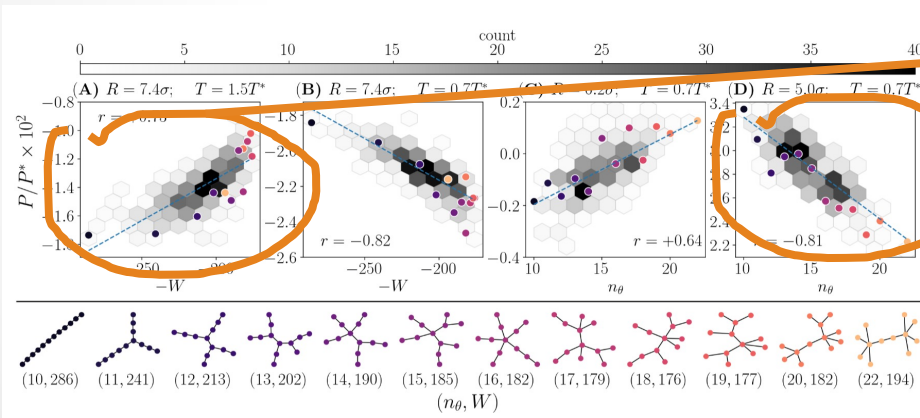 count
0 5 10 15 20 25 30 35 40
(A) R = 7.4σ; T = 1.5T* (B) R = 7.4σ; T = 0.7T* (C) T = 0.7T* (D) R = 5.0σ; T = 0.7T*
P/P* × 10²
−0.8
−1.2
−1.4
−1.6
−250
−W
−1.8
−2.0
−2.2
−2.4
−2.6
r = −0.82
−250 −200
−W
0.2
0.0
−0.2
−0.4
r = +0.64
10 15 20
nθ
3.4
2.4
2.2
r = −0.81
10 15 20
nθ
(10, 286) (11, 241) (12, 213) (13, 202) (14, 190) (15, 185) (16, 182) (17, 179) (18, 176) (19, 177) (20, 182) (22, 194)
(nθ, W)